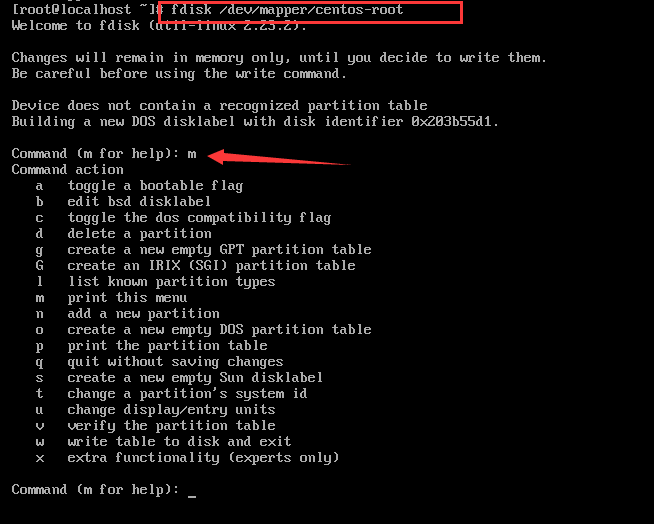 [root@localhost ~]# fdisk /dev/mapper/centos-root
Welcome to fdisk (util-linux 2.23.2).
Changes will remain in memory only, until you decide to write them.
Be careful before using the write command.
Device does not contain a recognized partition table
Building a new DOS disklabel with disk identifier 0x203b55d1.
Command (m for help): m
Command action
a   toggle a bootable flag
b   edit bsd disklabel
c   toggle the dos compatibility flag
d   delete a partition
g   create a new empty GPT partition table
G   create an IRIX (SGI) partition table
l   list known partition types
m   print this menu
n   add a new partition
o   create a new empty DOS partition table
p   print the partition table
q   quit without saving changes
s   create a new empty Sun disklabel
t   change a partition's system id
u   change display/entry units
v   verify the partition table
w   write table to disk and exit
x   extra functionality (experts only)
Command (m for help): _